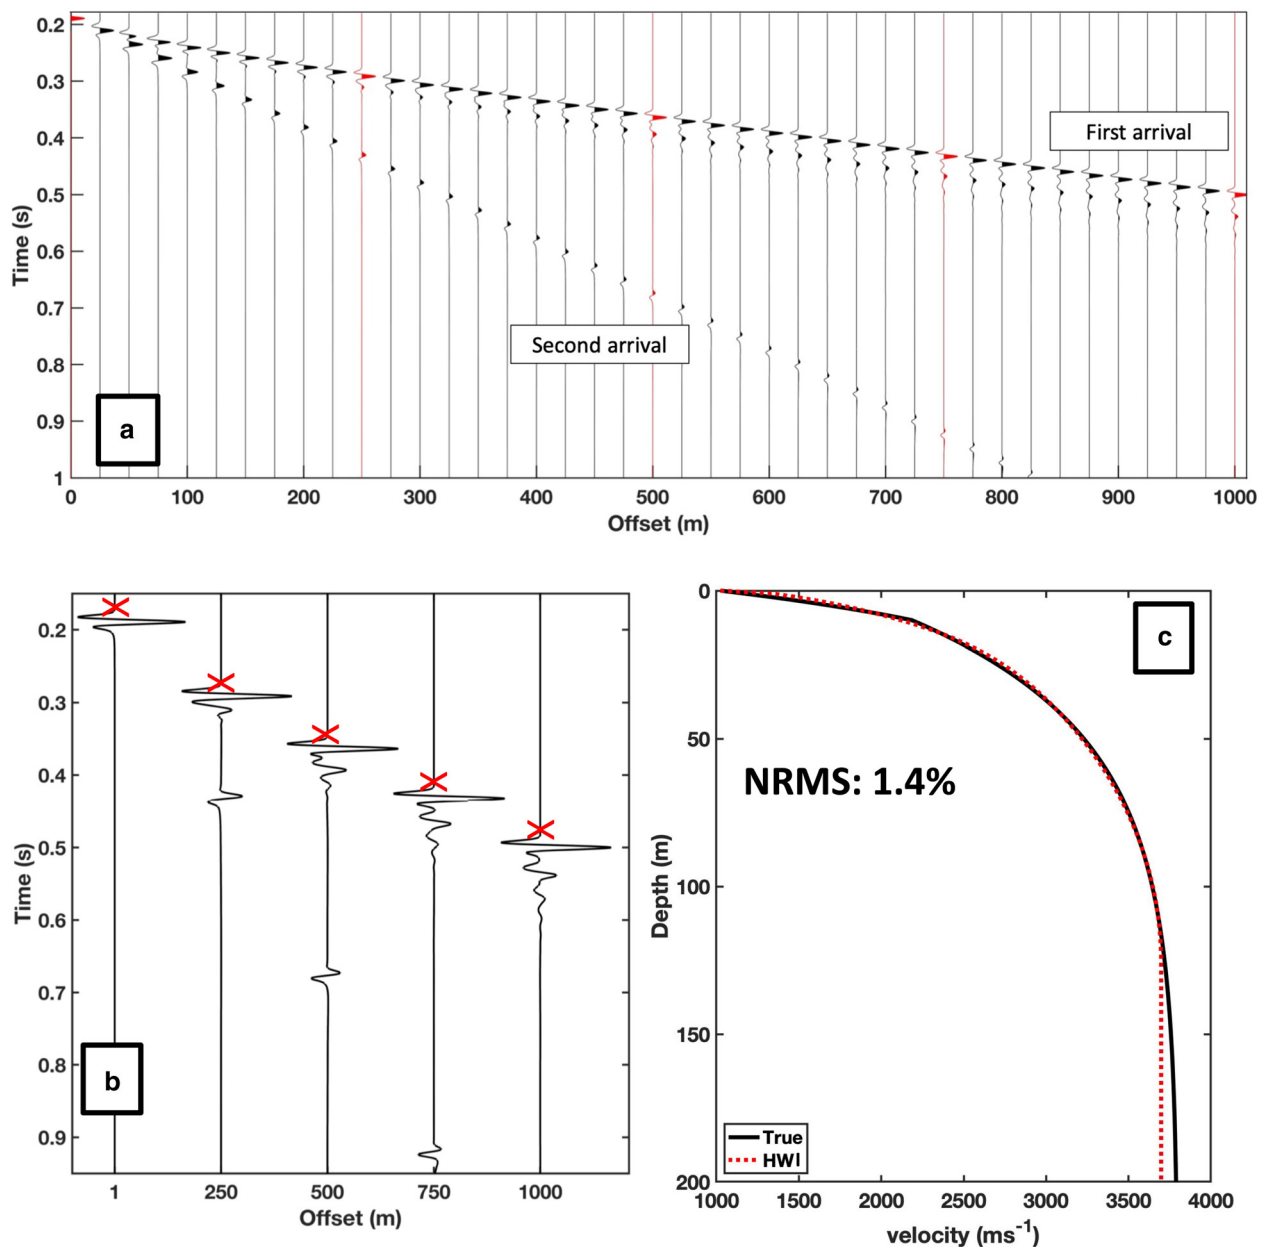 0.2
0.3
0.4
0.5
0.6
0.7
0.8
0.9
1
Time (s)
First arrival
Second arrival
a
0 100 200 300 400 500 600 700 800 900 1000
Offset (m)
0.2
0.3
0.4
0.5
0.6
0.7
0.8
0.9
Time (s)
b
1 250 500 750 1000
Offset (m)
0
50
100
150
200
Depth (m)
c
NRMS: 1.4%
True
HWI
1000 1500 2000 2500 3000 3500 4000
velocity (ms⁻¹)